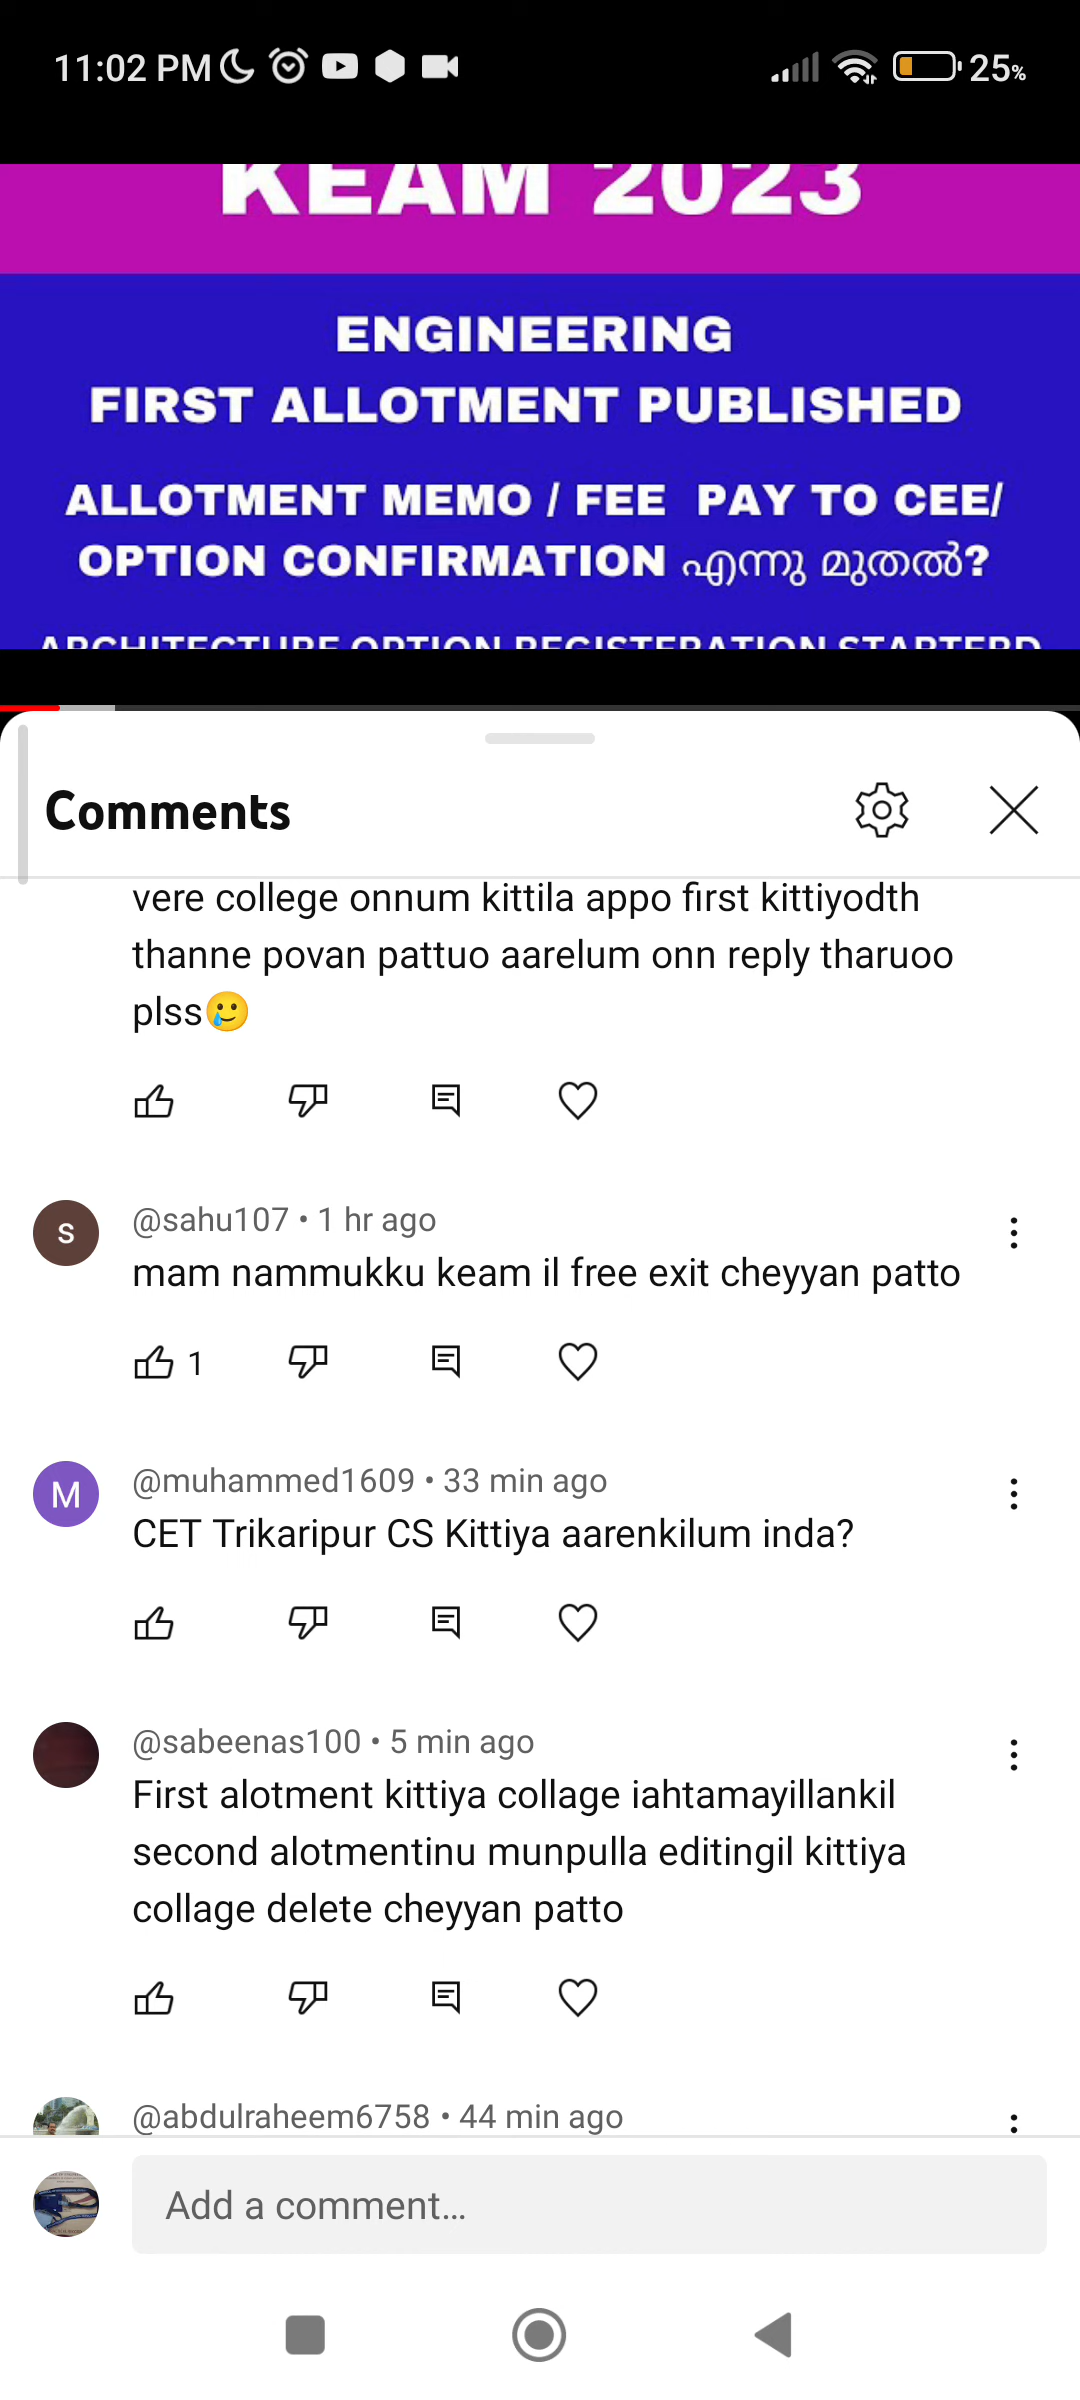 11:02 PM
25%
KEAM 2023
ENGINEERING
FIRST ALLOTMENT PUBLISHED
ALLOTMENT MEMO / FEE PAY TO CEE/
OPTION CONFIRMATION എന്നു മുതൽ?
ARCHITECTURE OPTION REGISTERATION STARTERD
Comments
vere college onnum kittila appo first kittiyodth
thanne povan pattuo aarelum onn reply tharuoo
plss🥲
S
@sahu107 • 1 hr ago
mam nammukku keam il free exit cheyyan patto
1
M
@muhammed1609 • 33 min ago
CET Trikaripur CS Kittiya aarenkilum inda?
@sabeenas100 • 5 min ago
First alotment kittiya collage iahtamayillankil
second alotmentinu munpulla editingil kittiya
collage delete cheyyan patto
@abdulraheem6758 • 44 min ago
Add a comment...